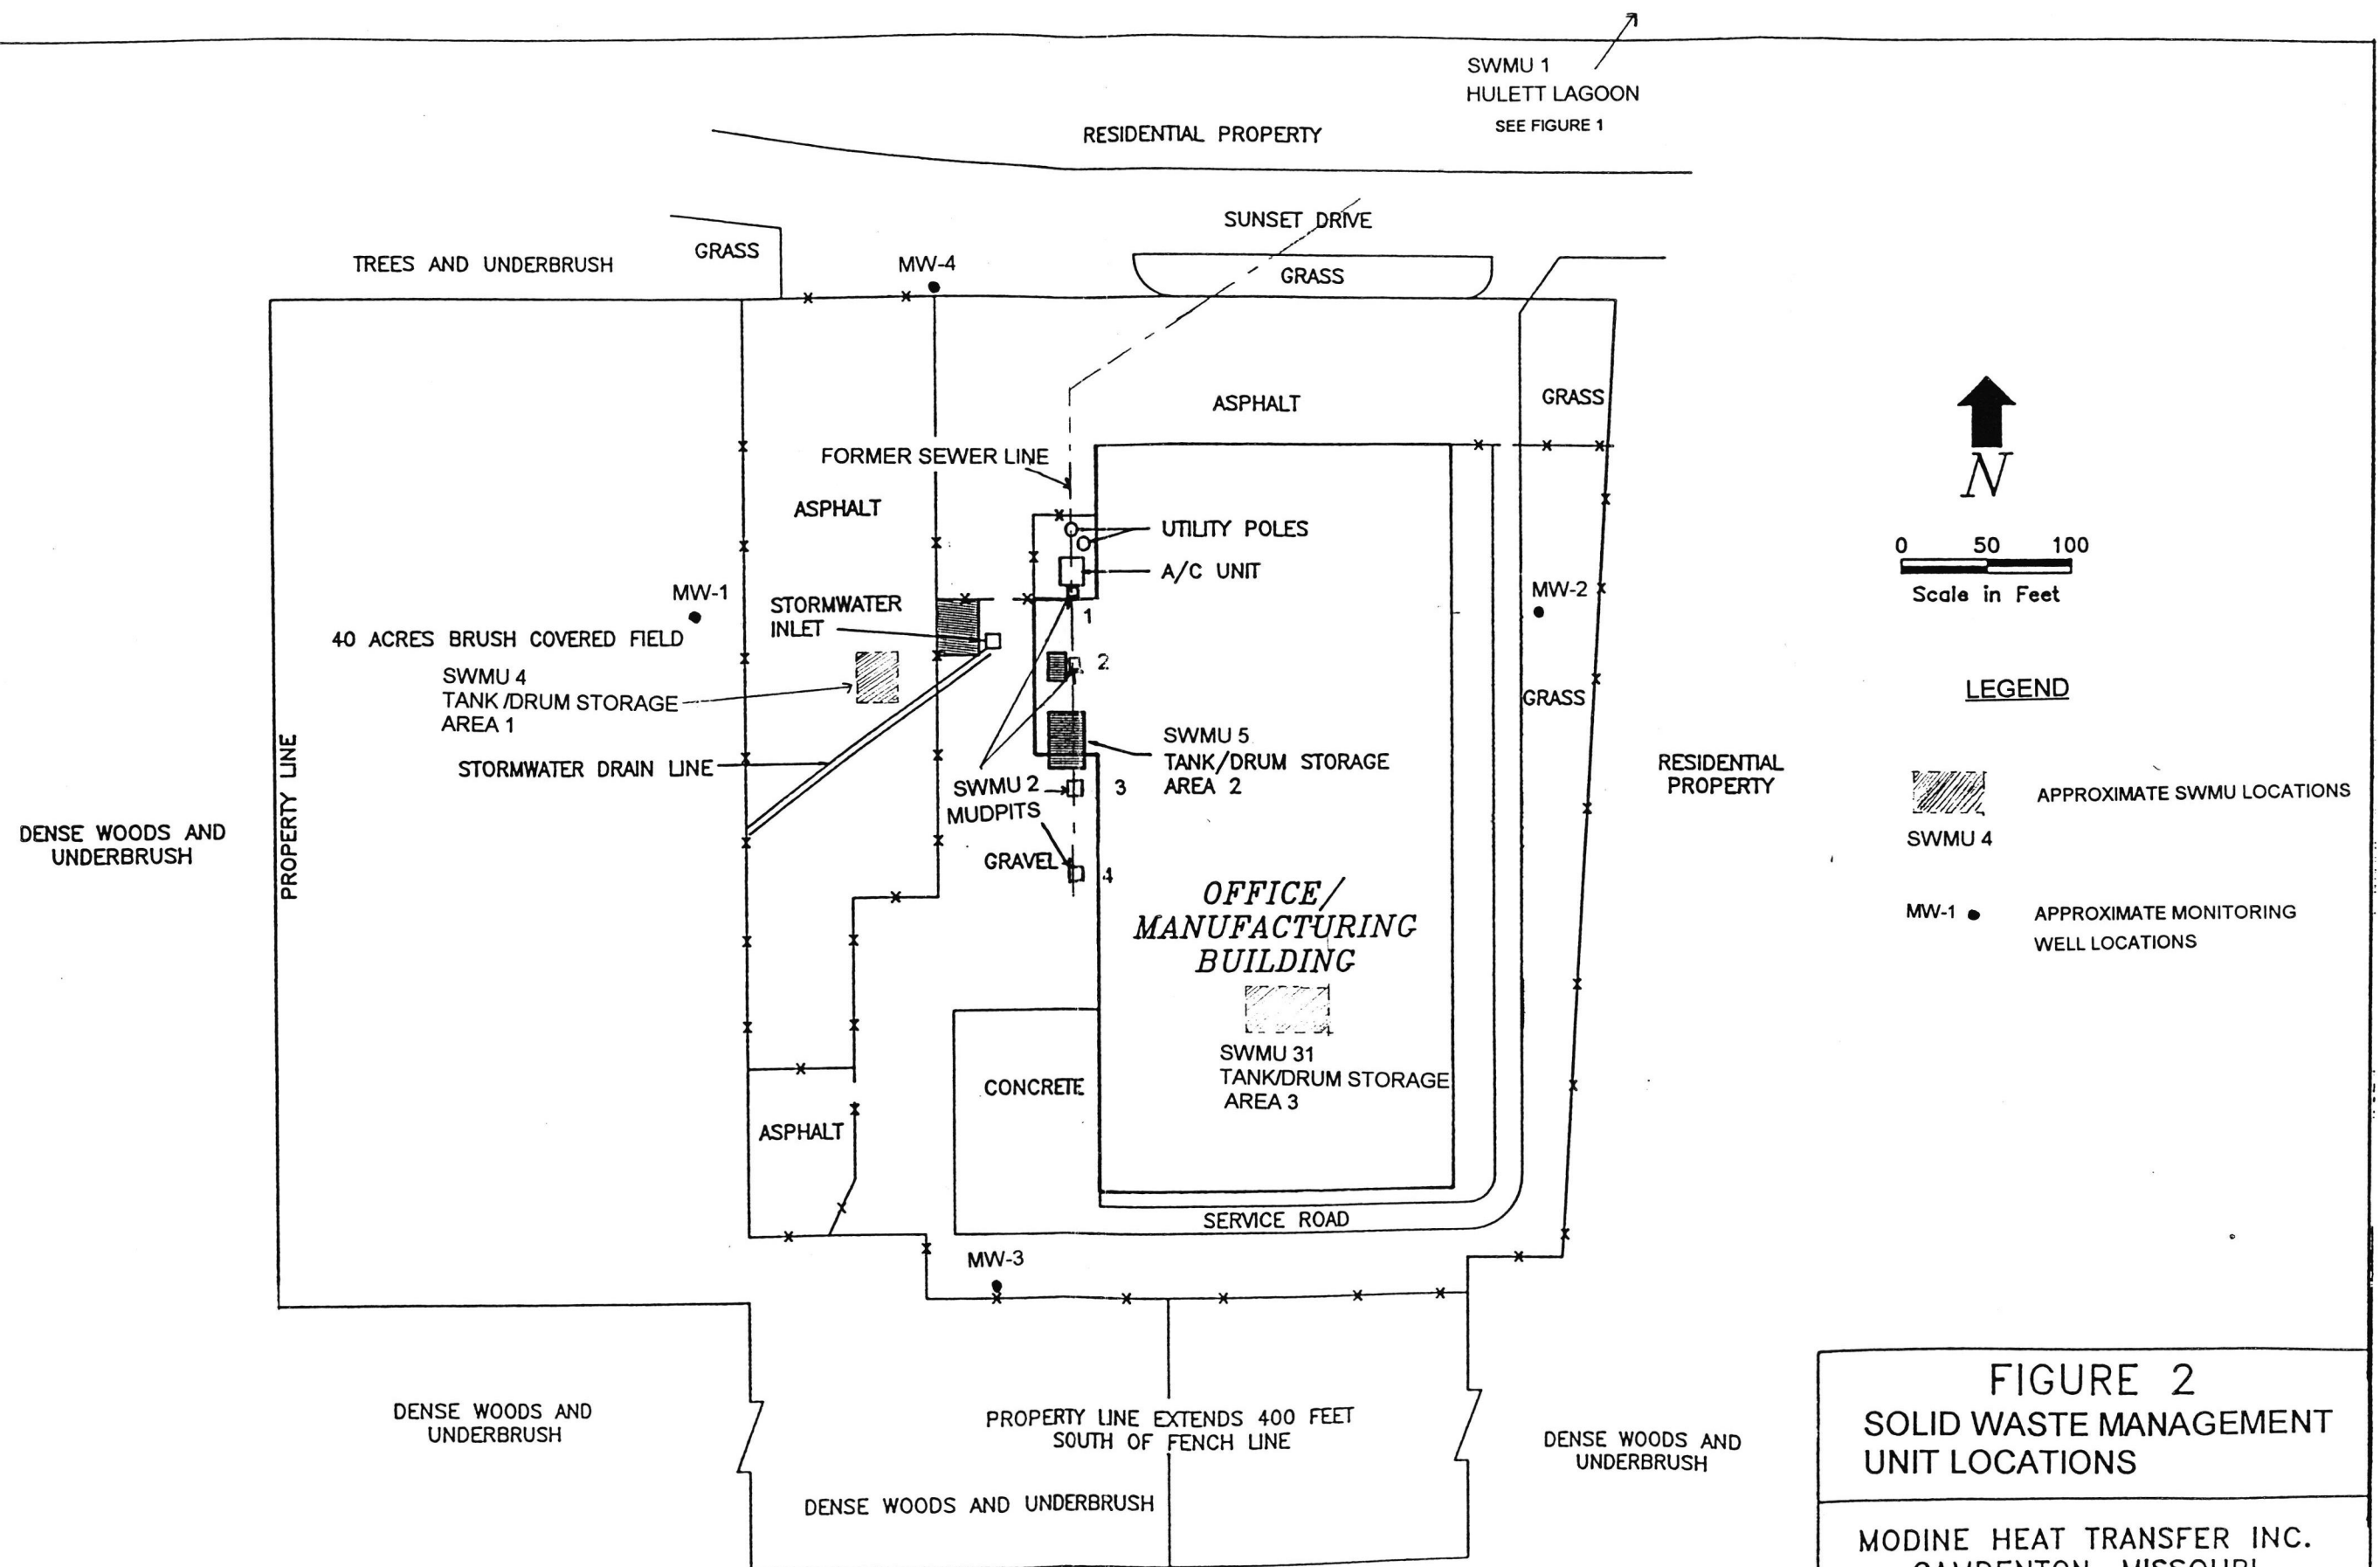 SWMU 1
HULETT LAGOON
SEE FIGURE 1
RESIDENTIAL PROPERTY
SUNSET DRIVE
GRASS
TREES AND UNDERBRUSH
GRASS
MW-4
ASPHALT
GRASS
FORMER SEWER LINE
ASPHALT
UTILITY POLES
A/C UNIT
N
0 50 100
Scale in Feet
MW-1
STORMWATER
INLET
1
MW-2
40 ACRES BRUSH COVERED FIELD
2
SWMU 4
TANK/DRUM STORAGE
AREA 1
GRASS
LEGEND
STORMWATER DRAIN LINE
SWMU 5
TANK/DRUM STORAGE
AREA 2
SWMU 2
MUDPITS
3
RESIDENTIAL
PROPERTY
APPROXIMATE SWMU LOCATIONS
SWMU 4
PROPERTY LINE
DENSE WOODS AND
UNDERBRUSH
GRAVEL
4
OFFICE/
MANUFACTURING
BUILDING
MW-1
APPROXIMATE MONITORING
WELL LOCATIONS
SWMU 31
TANK/DRUM STORAGE
AREA 3
CONCRETE
ASPHALT
SERVICE ROAD
MW-3
DENSE WOODS AND
UNDERBRUSH
PROPERTY LINE EXTENDS 400 FEET
SOUTH OF FENCH LINE
DENSE WOODS AND
UNDERBRUSH
DENSE WOODS AND UNDERBRUSH
FIGURE 2
SOLID WASTE MANAGEMENT
UNIT LOCATIONS
MODINE HEAT TRANSFER INC.
CAMDENTON, MISSOURI